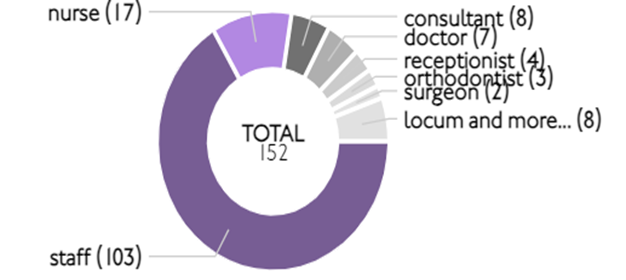 nurse (17)
consultant (8)
doctor (7)
receptionist (4)
orthodontist (3)
surgeon (2)
locum and more... (8)
TOTAL
152
staff (103)